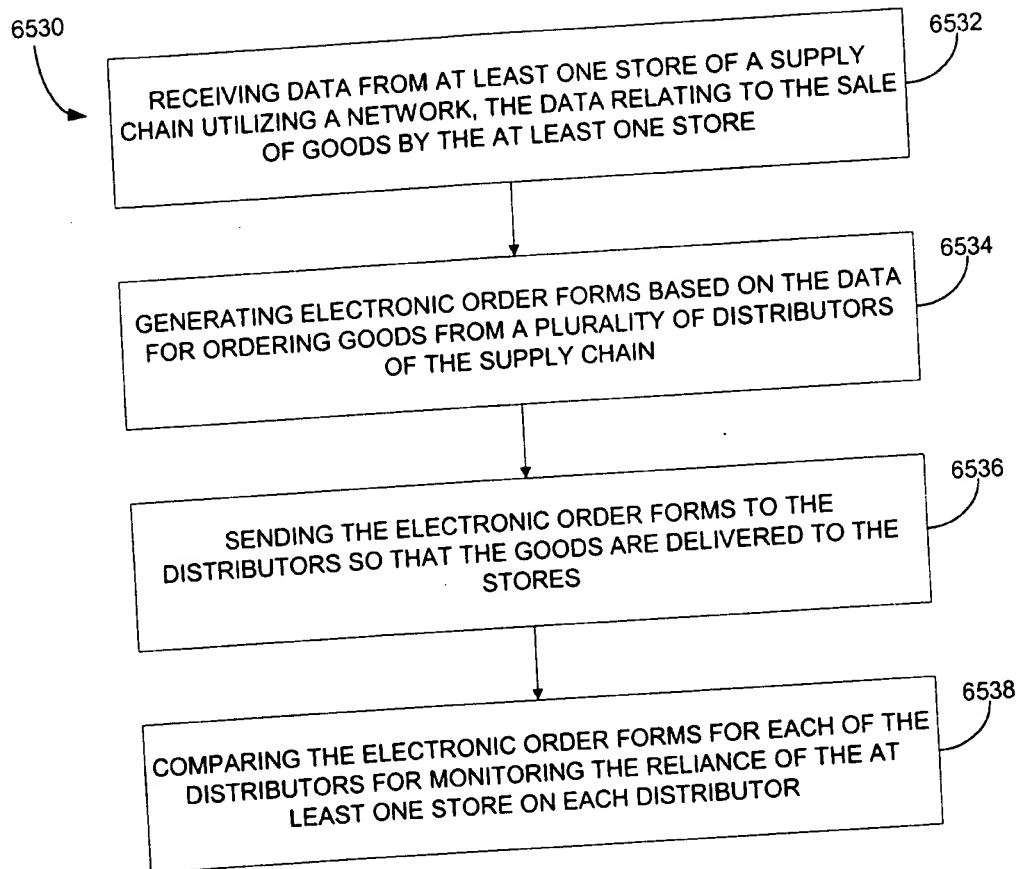 6530
6532
RECEIVING DATA FROM AT LEAST ONE STORE OF A SUPPLY
CHAIN UTILIZING A NETWORK, THE DATA RELATING TO THE SALE
OF GOODS BY THE AT LEAST ONE STORE
6534
GENERATING ELECTRONIC ORDER FORMS BASED ON THE DATA
FOR ORDERING GOODS FROM A PLURALITY OF DISTRIBUTORS
OF THE SUPPLY CHAIN
6536
SENDING THE ELECTRONIC ORDER FORMS TO THE
DISTRIBUTORS SO THAT THE GOODS ARE DELIVERED TO THE
STORES
6538
COMPARING THE ELECTRONIC ORDER FORMS FOR EACH OF THE
DISTRIBUTORS FOR MONITORING THE RELIANCE OF THE AT
LEAST ONE STORE ON EACH DISTRIBUTOR